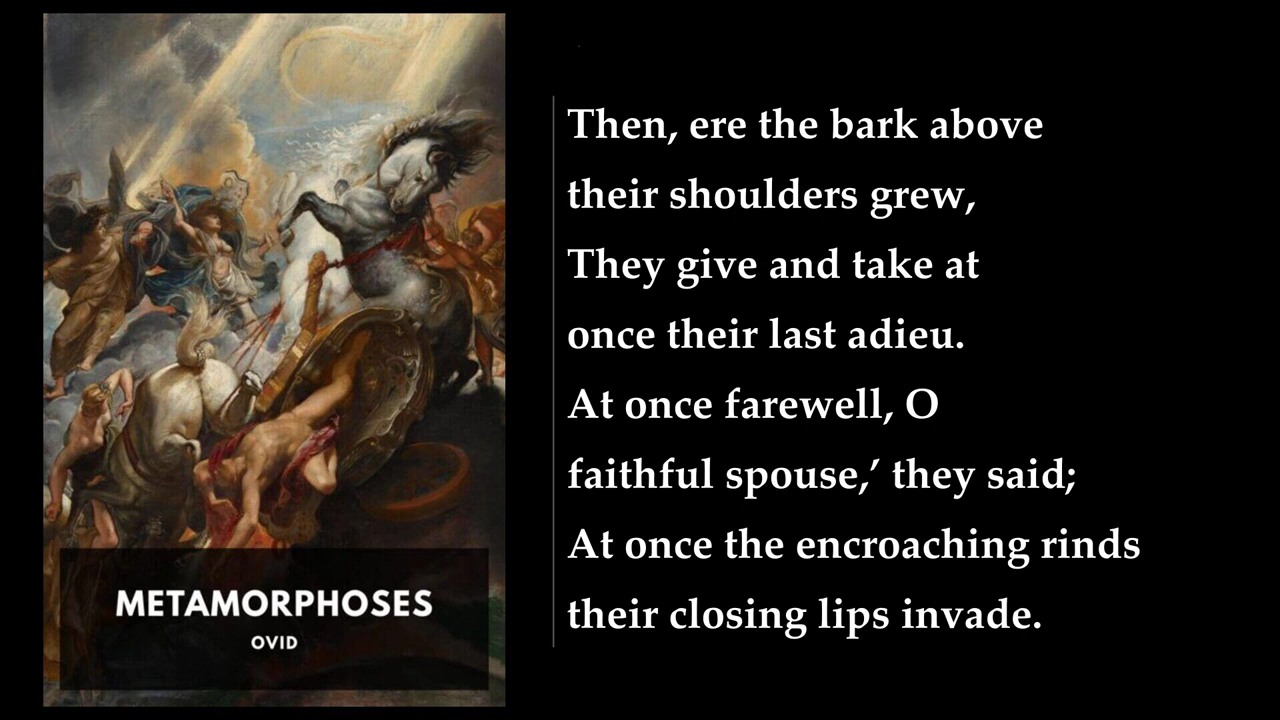 METAMORPHOSES
OVID
Then, ere the bark above
their shoulders grew,
They give and take at
once their last adieu.
At once farewell, O
faithful spouse,’ they said;
At once the encroaching rinds
their closing lips invade.